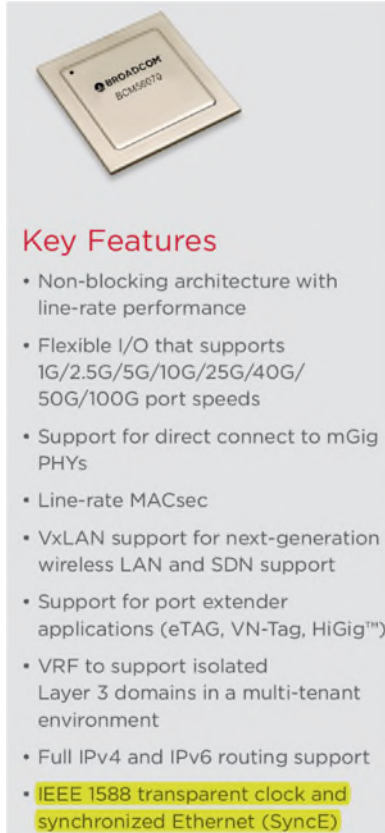 BROADCOM
BCM56070
Key Features
• Non-blocking architecture with
line-rate performance
• Flexible I/O that supports
1G/2.5G/5G/10G/25G/40G/
50G/100G port speeds
• Support for direct connect to mGig
PHYs
• Line-rate MACsec
• VxLAN support for next-generation
wireless LAN and SDN support
• Support for port extender
applications (eTAG, VN-Tag, HiGig™)
• VRF to support isolated
Layer 3 domains in a multi-tenant
environment
• Full IPv4 and IPv6 routing support
• IEEE 1588 transparent clock and
synchronized Ethernet (SyncE)